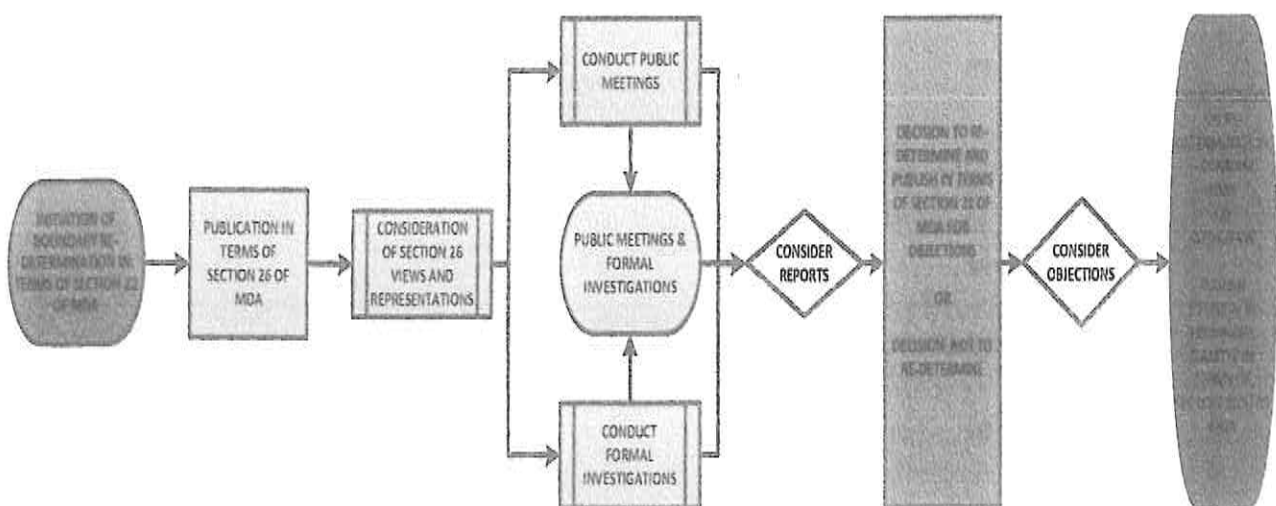 INITIATION OF
BOUNDARY RE-
DETERMINATION IN
TERMS OF SECTION 22
OF MDA
PUBLICATION IN
TERMS OF
SECTION 26 OF
MDA
CONSIDERATION
OF SECTION 26
VIEWS AND
REPRESENTATIONS
CONDUCT PUBLIC
MEETINGS
PUBLIC MEETINGS &
FORMAL
INVESTIGATIONS
CONDUCT
FORMAL
INVESTIGATIONS
CONSIDER
REPORTS
DECISION TO RE-
DETERMINE AND
PUBLISH IN TERMS
OF SECTION 21 OF
MDA FOR
OBJECTIONS
OR
DECISION NOT TO
RE-DETERMINE
CONSIDER
OBJECTIONS